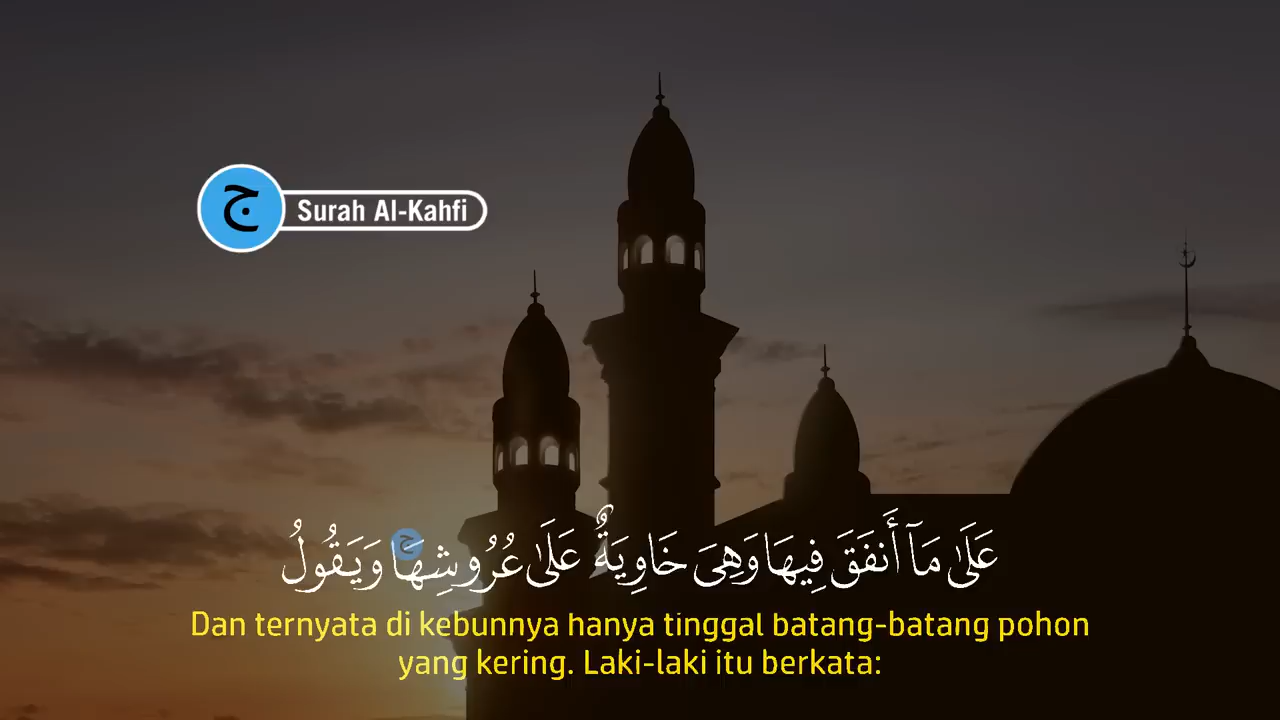 ج
Surah Al-Kahfi
عَلَىٰ مَآ أَنفَقَ فِيهَا وَهِىَ خَاوِيَةٌ عَلَىٰ عُرُوشِهَا ۚ وَيَقُولُ
Dan ternyata di kebunnya hanya tinggal batang-batang pohon
yang kering. Laki-laki itu berkata: